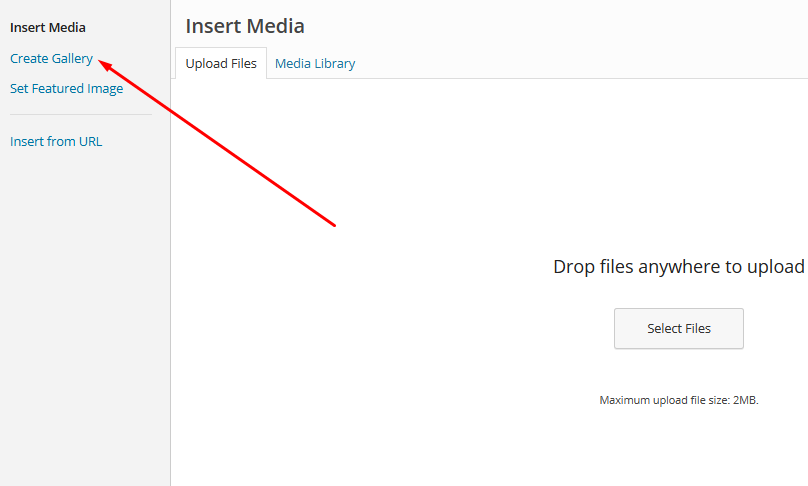 Insert Media
Create Gallery
Set Featured Image
Insert from URL
Insert Media
Upload Files
Media Library
Drop files anywhere to upload
Select Files
Maximum upload file size: 2MB.